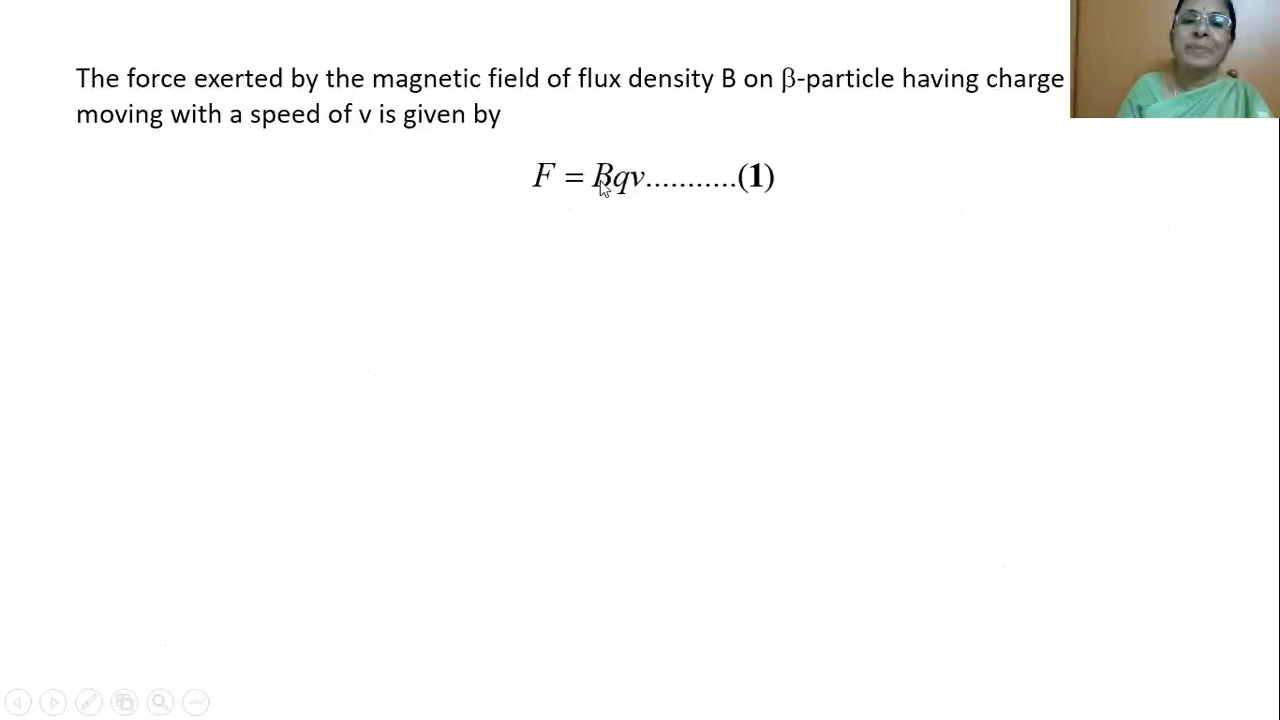 The force exerted by the magnetic field of flux density B on β-particle having charge
moving with a speed of v is given by
F = Bqv...........(1)